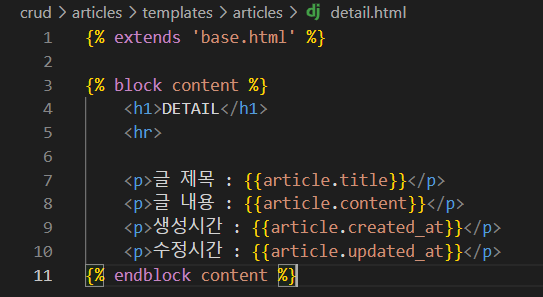 crud > articles > templates > articles > dj detail.html
1 {% extends 'base.html' %}
2
3 {% block content %}
4 <h1>DETAIL</h1>
5 <hr>
6
7 <p>글 제목 : {{article.title}}</p>
8 <p>글 내용 : {{article.content}}</p>
9 <p>생성시간 : {{article.created_at}}</p>
10 <p>수정시간 : {{article.updated_at}}</p>
11 {% endblock content %}